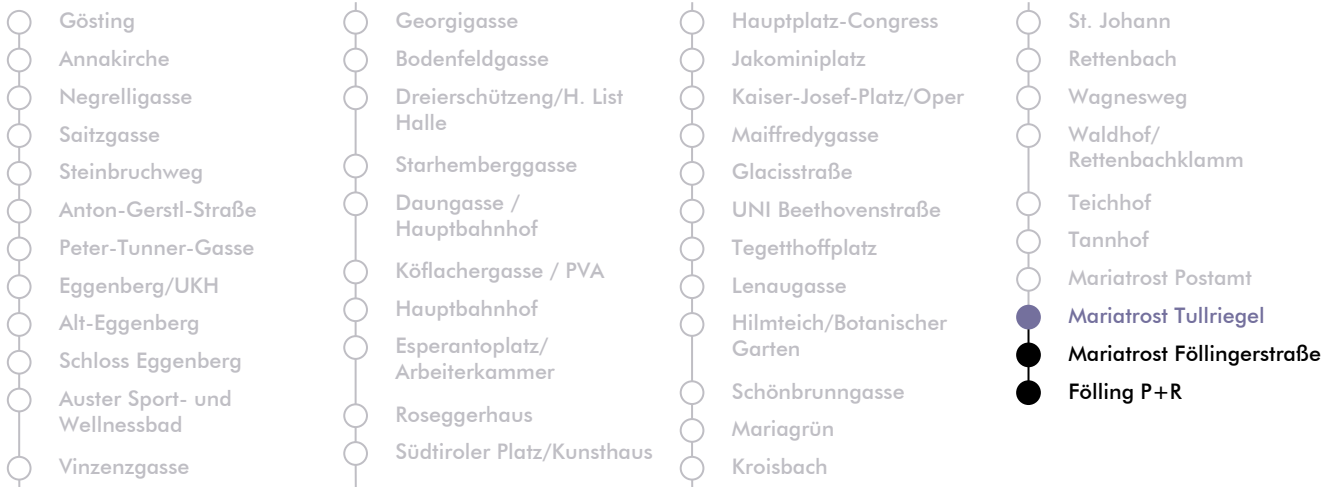 Gösting
Annakirche
Negrelligasse
Saitzgasse
Steinbruchweg
Anton-Gerstl-Straße
Peter-Tunner-Gasse
Eggenberg/UKH
Alt-Eggenberg
Schloss Eggenberg
Auster Sport- und
Wellnessbad
Vinzenzgasse
Georgigasse
Bodenfeldgasse
Dreierschützeng/H. List
Halle
Starhemberggasse
Daungasse /
Hauptbahnhof
Köflachergasse / PVA
Hauptbahnhof
Esperantoplatz/
Arbeiterkammer
Roseggerhaus
Südtiroler Platz/Kunsthaus
Hauptplatz-Congress
Jakominiplatz
Kaiser-Josef-Platz/Oper
Maiffredygasse
Glacisstraße
UNI Beethovenstraße
Tegetthoffplatz
Lenaugasse
Hilmteich/Botanischer
Garten
Schönbrunngasse
Mariagrün
Kroisbach
St. Johann
Rettenbach
Wagnesweg
Waldhof/
Rettenbachklamm
Teichhof
Tannhof
Mariatrost Postamt
Mariatrost Tullriegel
Mariatrost Föllingerstraße
Fölling P+R